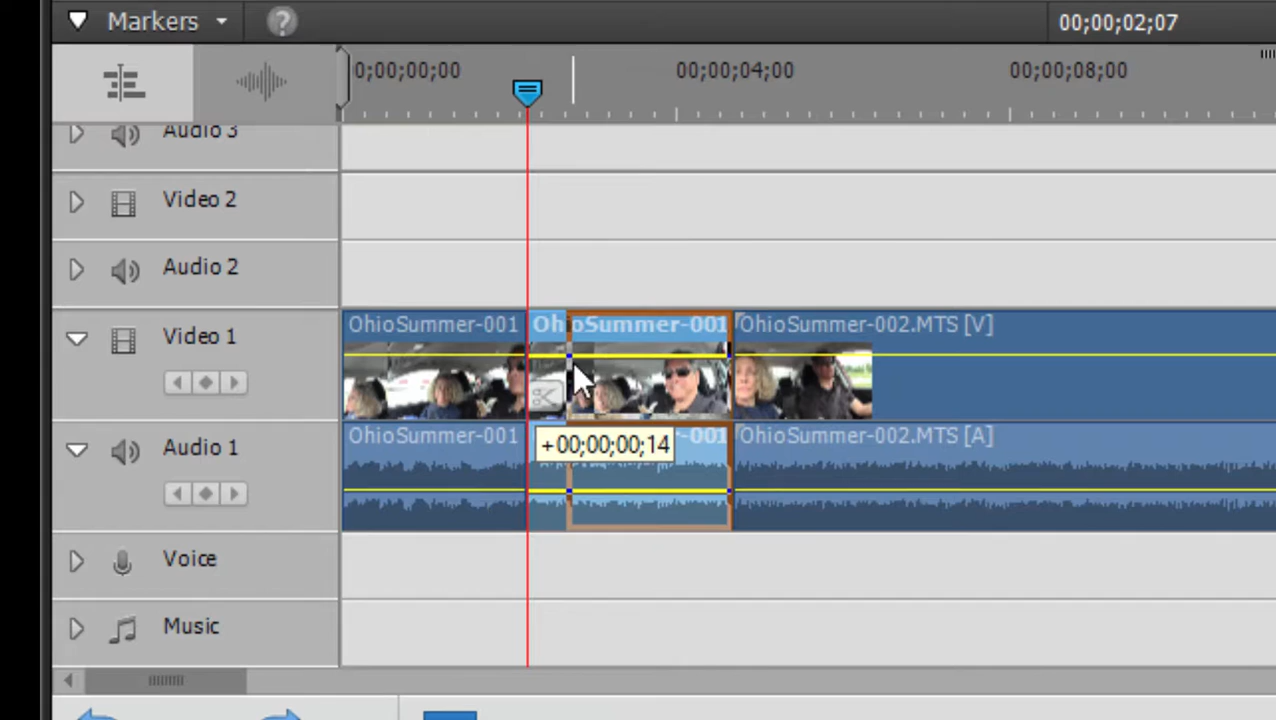 Markers ? 00;00;02;07
0;00;00;00 00;00;04;00 00;00;08;00
Audio 3
Video 2
Audio 2
Video 1
OhioSummer-001 OhioSummer-001 OhioSummer-002.MTS [V]
Audio 1
OhioSummer-001 -001 OhioSummer-002.MTS [A]
+00;00;00;14
Voice
Music